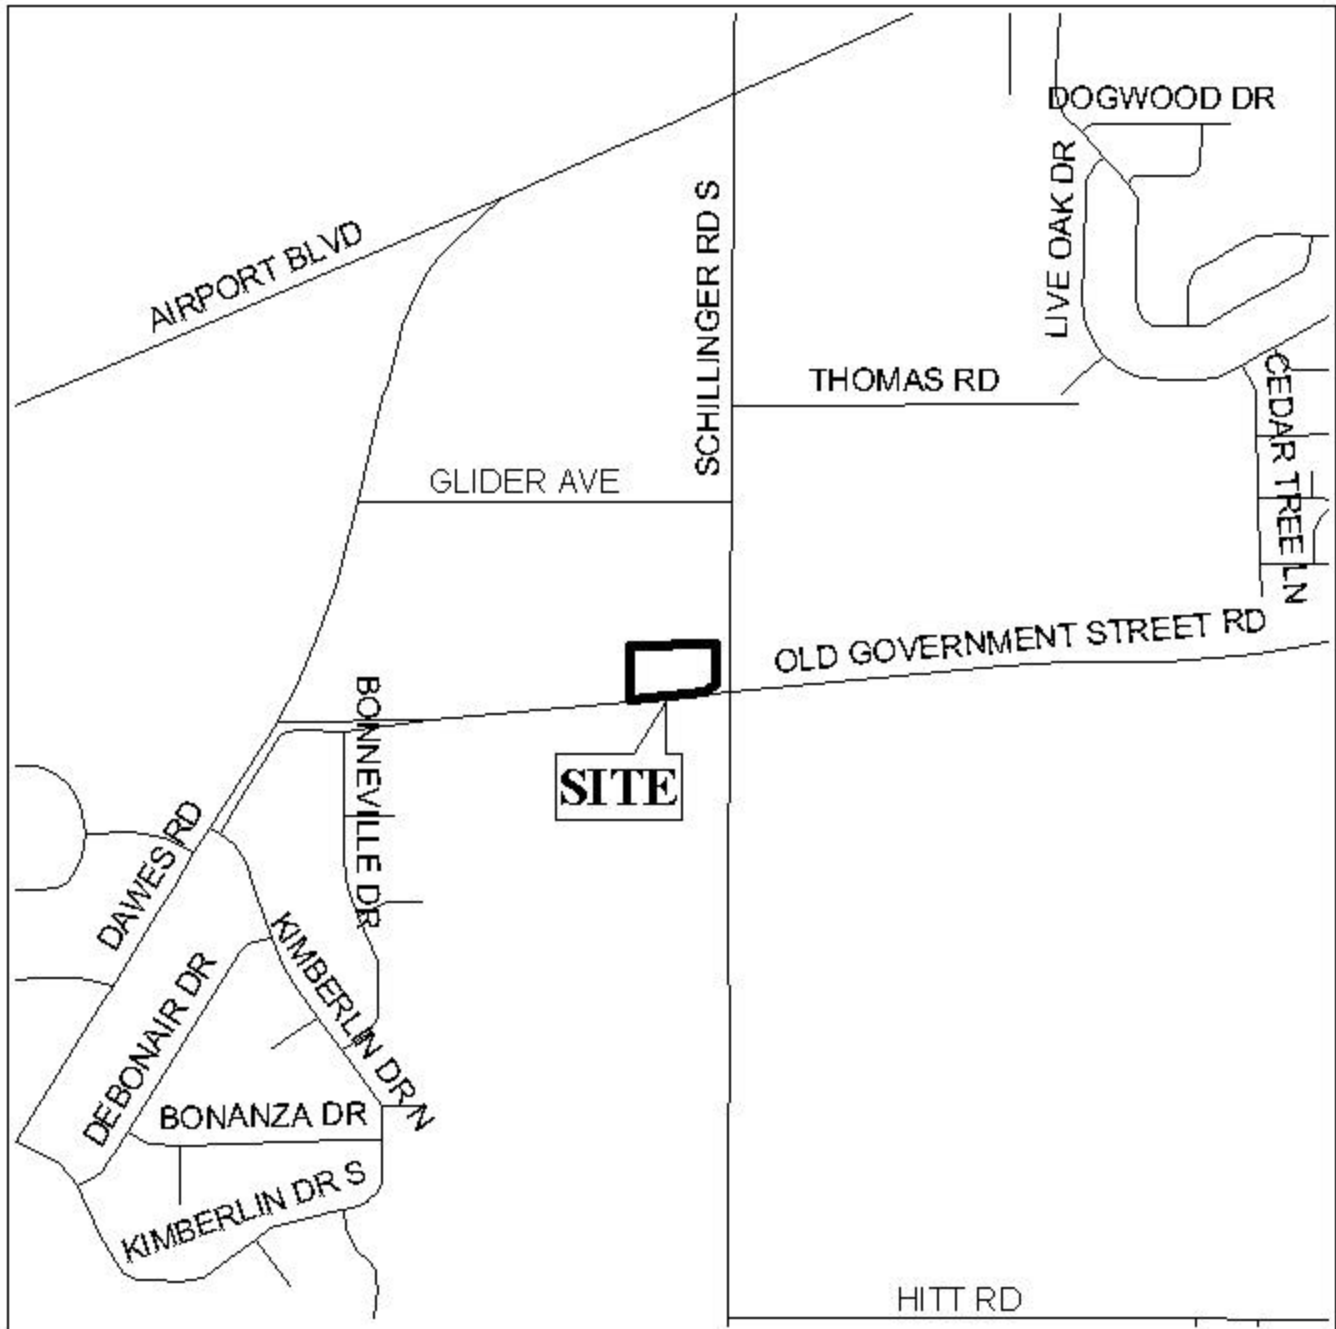 DOGWOOD DR
LIVE OAK DR
SCHILLINGER RD S
AIRPORT BLVD
THOMAS RD
CEDAR TREE LN
GLIDER AVE
OLD GOVERNMENT STREET RD
BONNEVILLE DR
SITE
DAWES RD
KIMBERLIN DR N
DEBONAIR DR
BONANZA DR
KIMBERLIN DR S
HITT RD